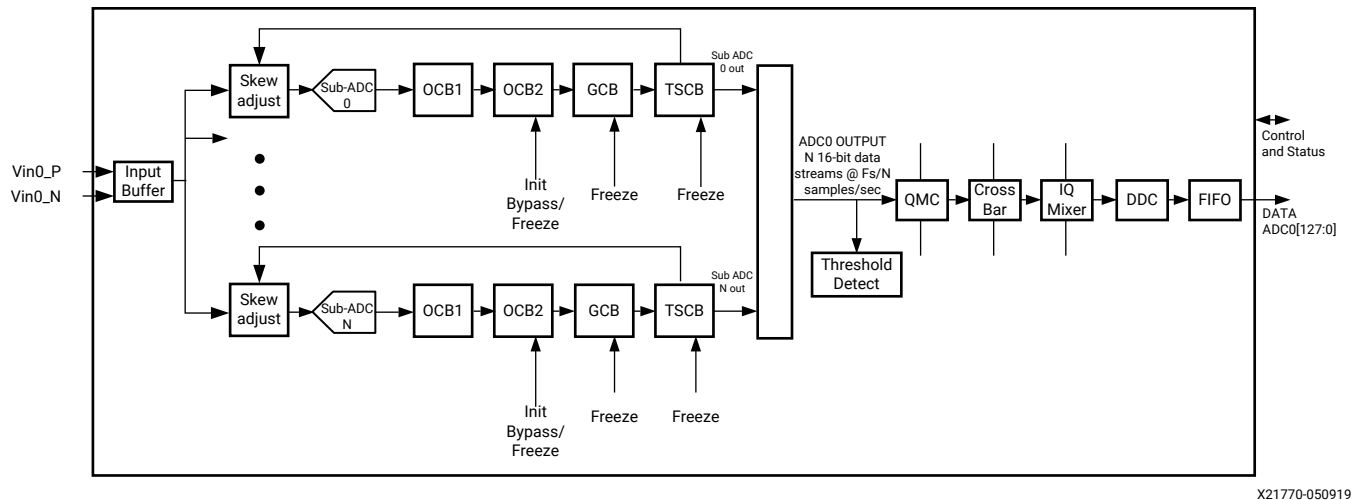 Sub ADC
0 out
Skew
adjust
Sub-ADC
0
OCB1
OCB2
GCB
TSCB
Init
Bypass/
Freeze
Freeze
Freeze
Vin0_P
Vin0_N
Input
Buffer
ADC0 OUTPUT
N 16-bit data
streams @ Fs/N
samples/sec
QMC
Cross
Bar
IQ
Mixer
DDC
FIFO
Control
and Status
DATA
ADC0[127:0]
Threshold
Detect
Sub ADC
N out
Skew
adjust
Sub-ADC
N
OCB1
OCB2
GCB
TSCB
Init
Bypass/
Freeze
Freeze
Freeze
X21770-050919